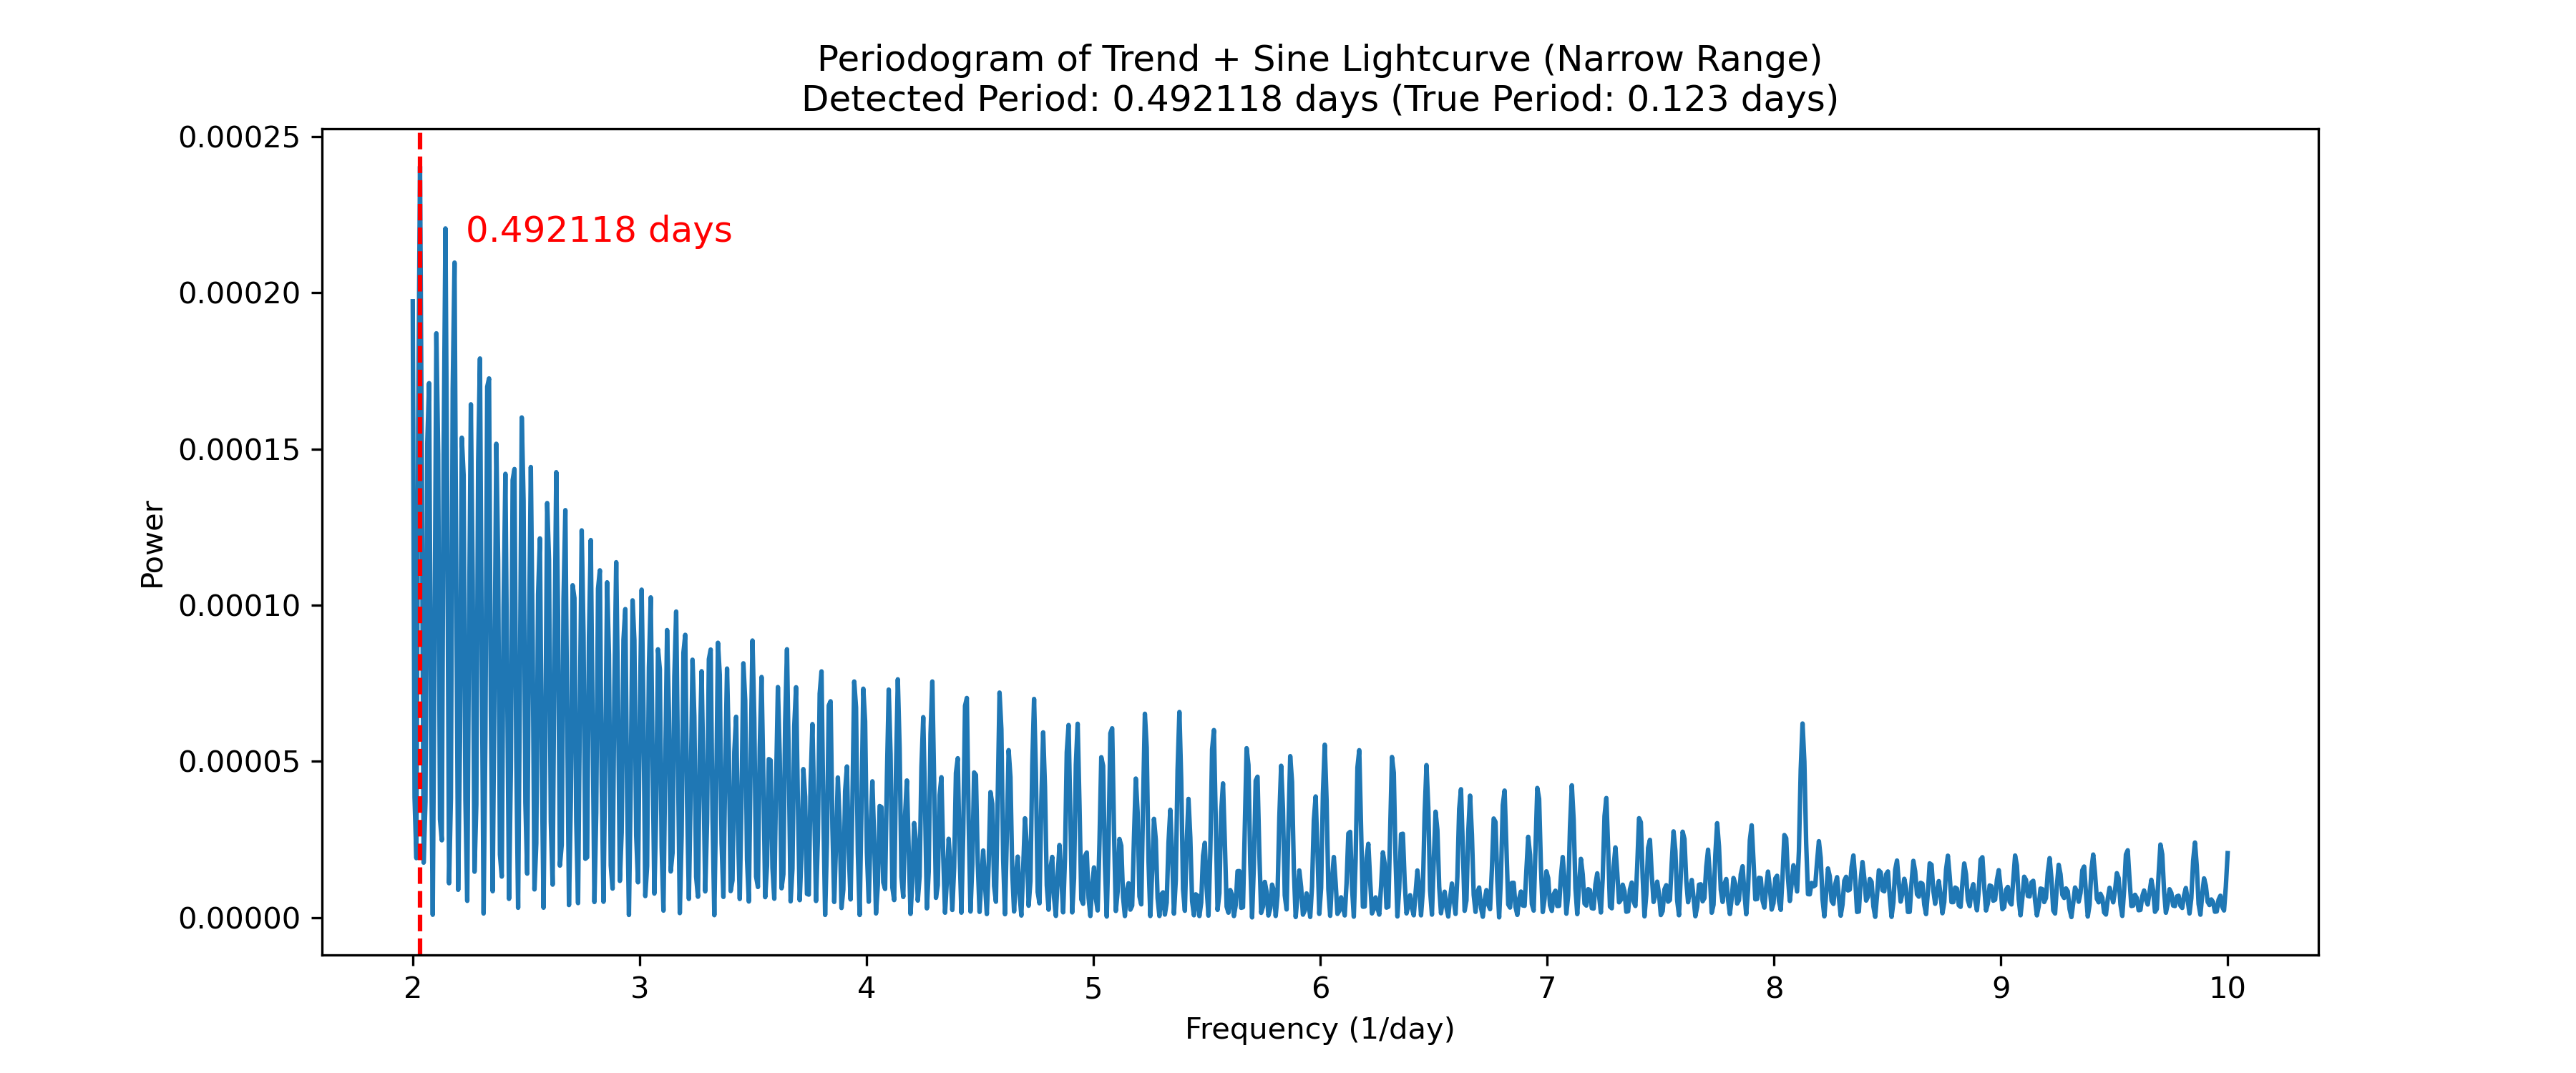 Periodogram of Trend + Sine Lightcurve (Narrow Range)
Detected Period: 0.492118 days (True Period: 0.123 days)
0.00025
0.00020
0.00015
0.00010
0.00005
0.00000
Power
0.492118 days
2 3 4 5 6 7 8 9 10
Frequency (1/day)